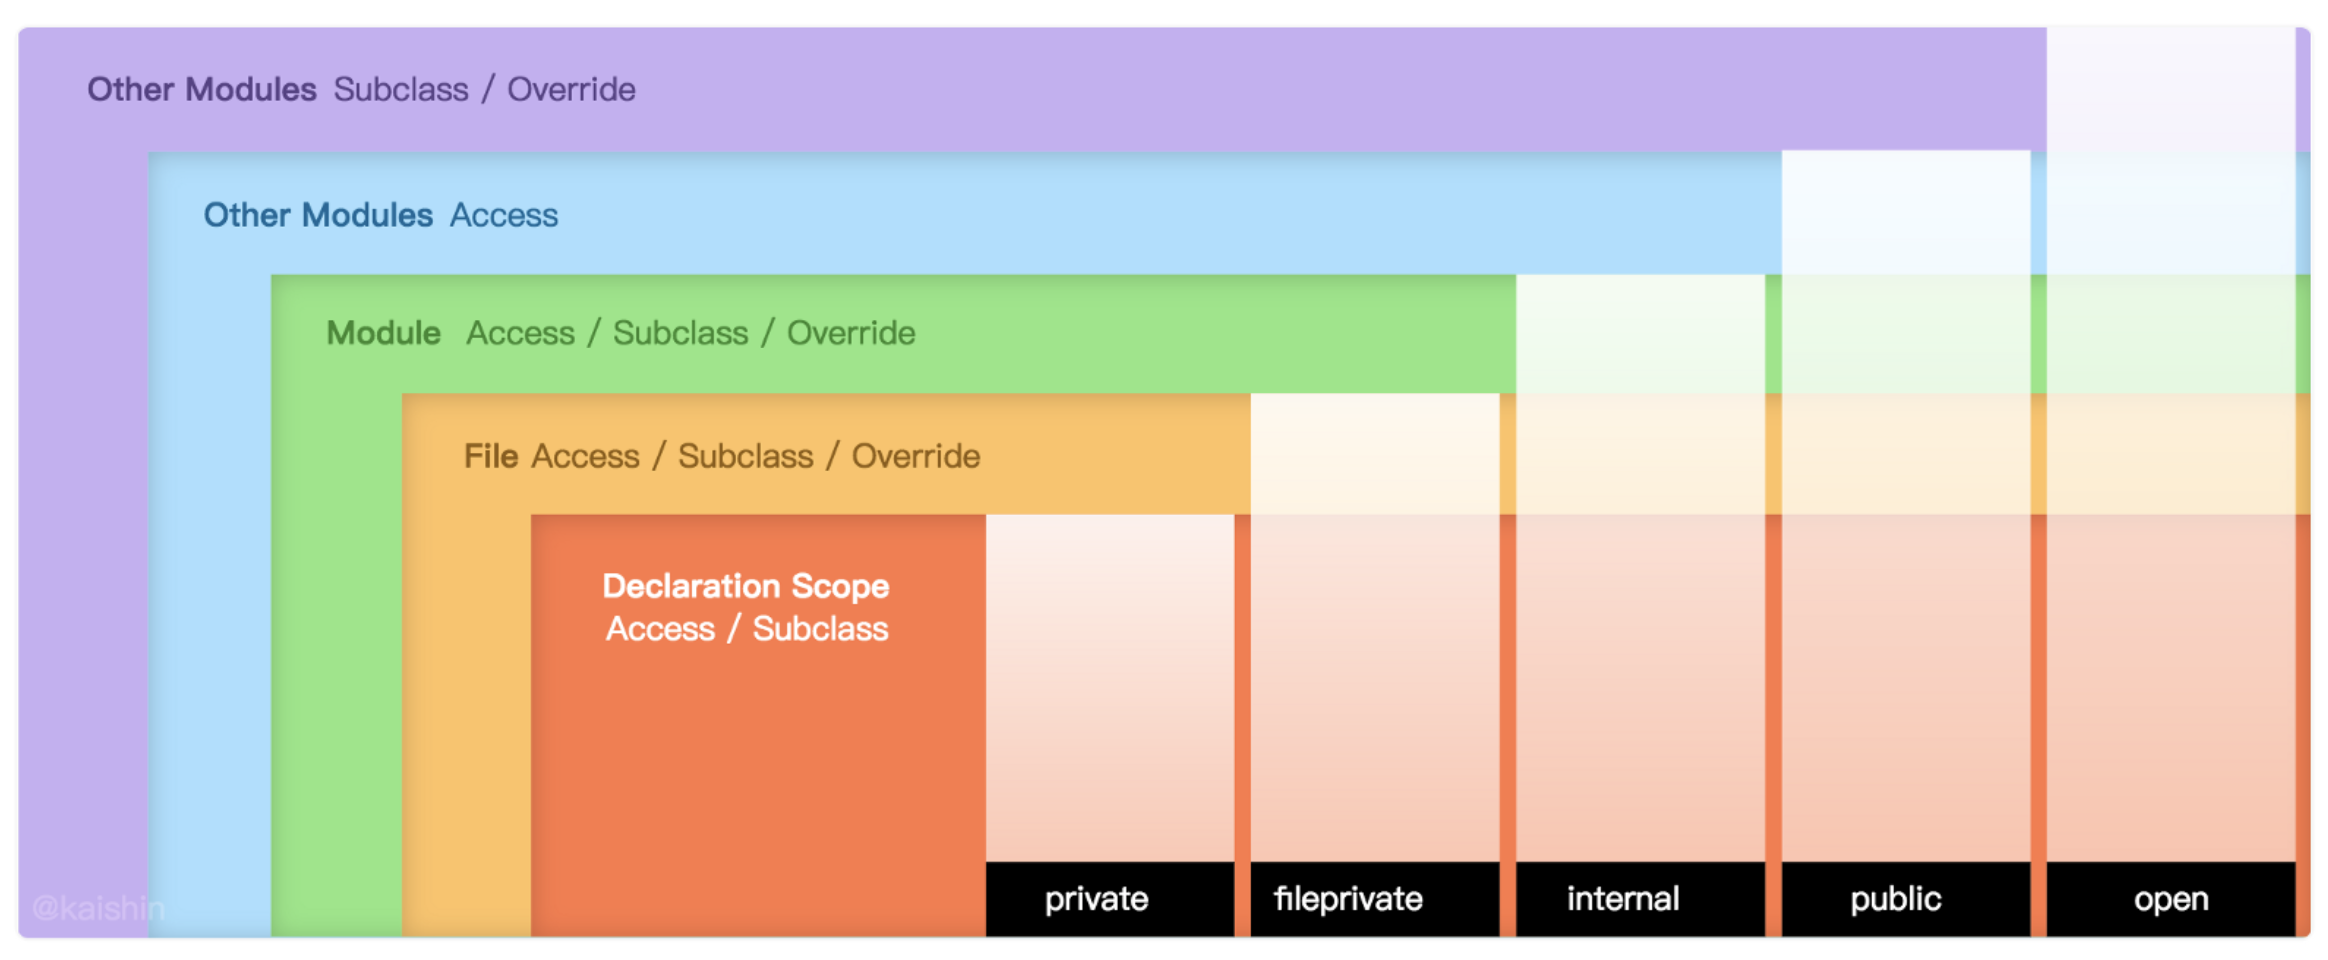 Other Modules Subclass / Override
Other Modules Access
Module Access / Subclass / Override
File Access / Subclass / Override
Declaration Scope
Access / Subclass
private
fileprivate
internal
public
open
@kaishin